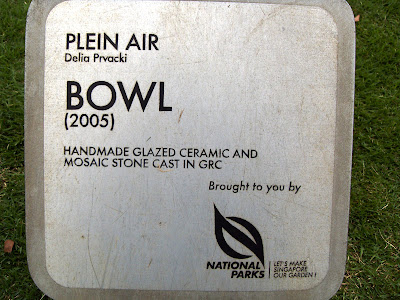 PLEIN AIR
Delia Prvacki
BOWL
(2005)
HANDMADE GLAZED CERAMIC AND
MOSAIC STONE CAST IN GRC
Brought to you by
NATIONAL
PARKS
LET'S MAKE
SINGAPORE
OUR GARDEN!